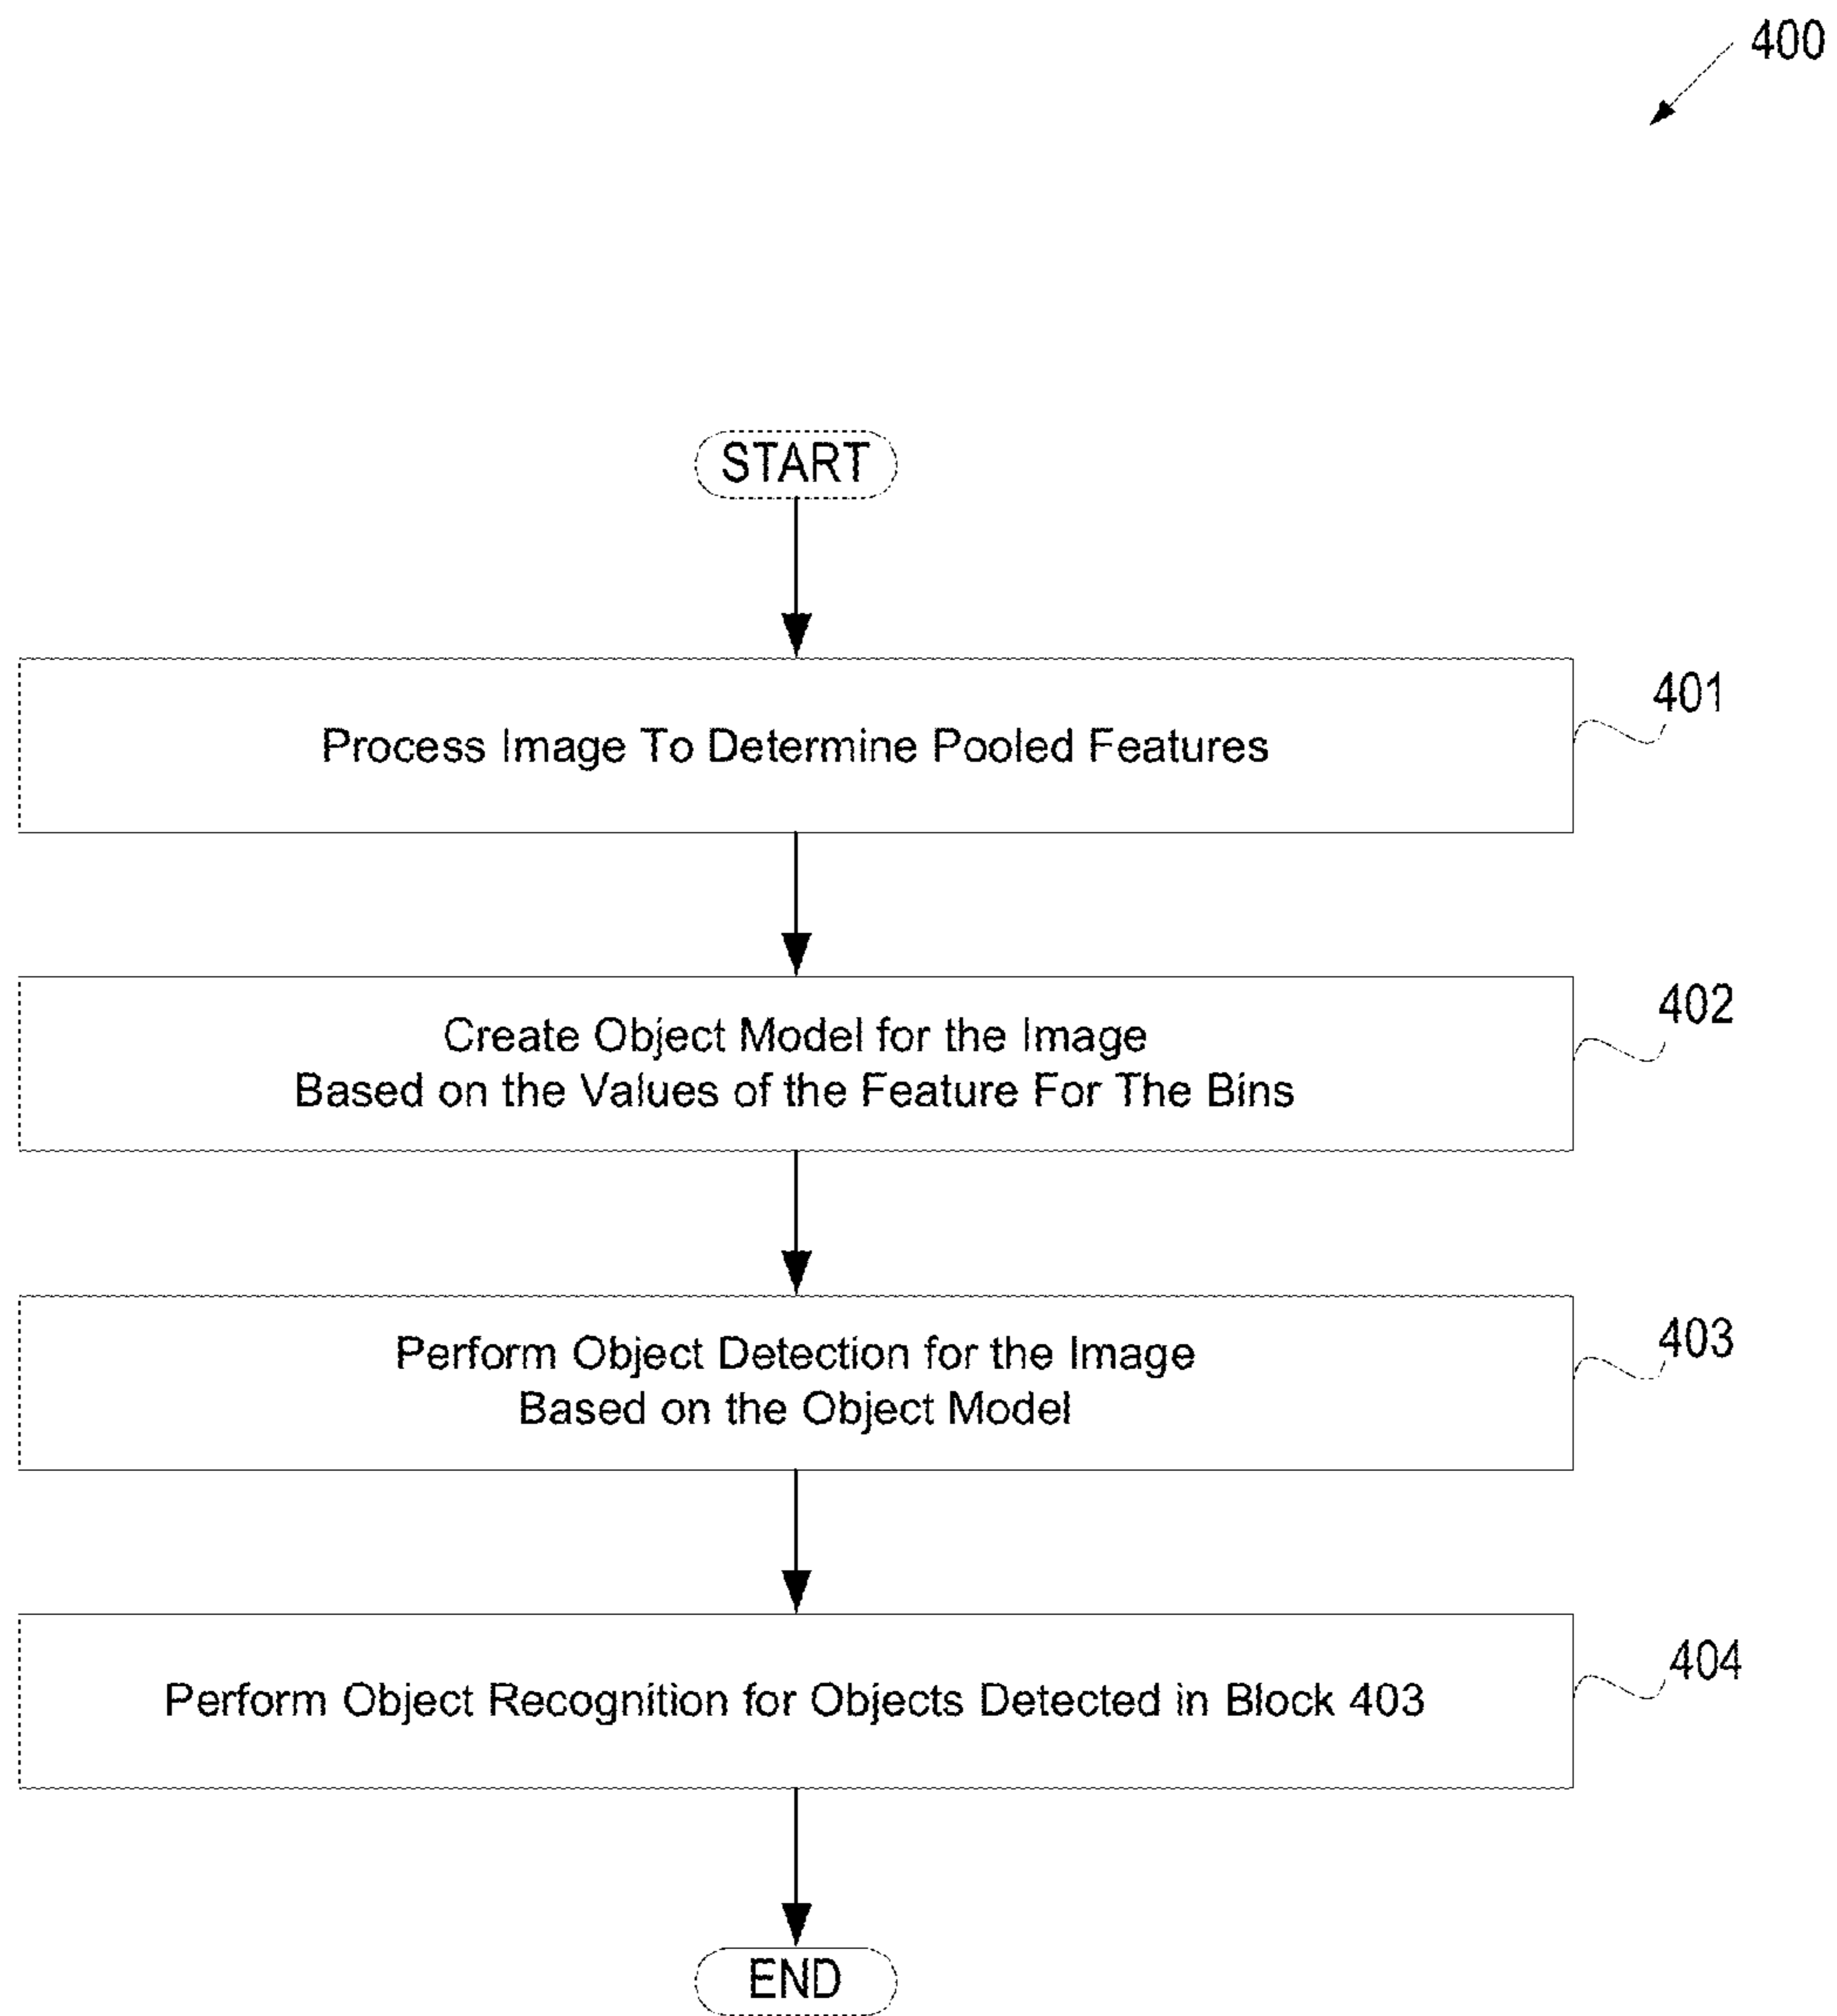 400
START
Process Image To Determine Pooled Features
401
Create Object Model for the Image
Based on the Values of the Feature For The Bins
402
Perform Object Detection for the Image
Based on the Object Model
403
Perform Object Recognition for Objects Detected in Block 403
404
END